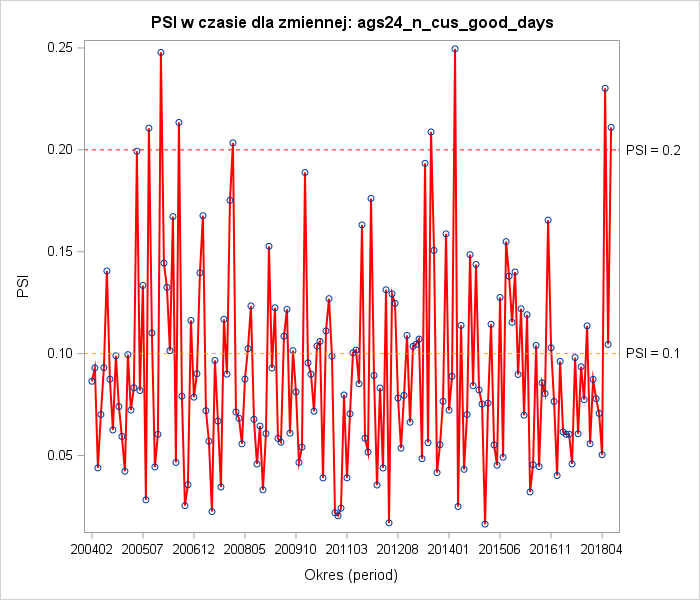 PSI w czasie dla zmiennej: ags24_n_cus_good_days
0.25
0.20
0.15
0.10
0.05
PSI
PSI = 0.2
PSI = 0.1
200402 200507 200612 200805 200910 201103 201208 201401 201506 201611 201804
Okres (period)